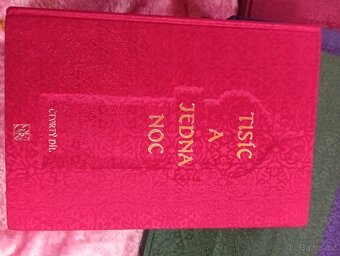 TISÍC
A
JEDNA
NOC
ČTVRTÝ DÍL